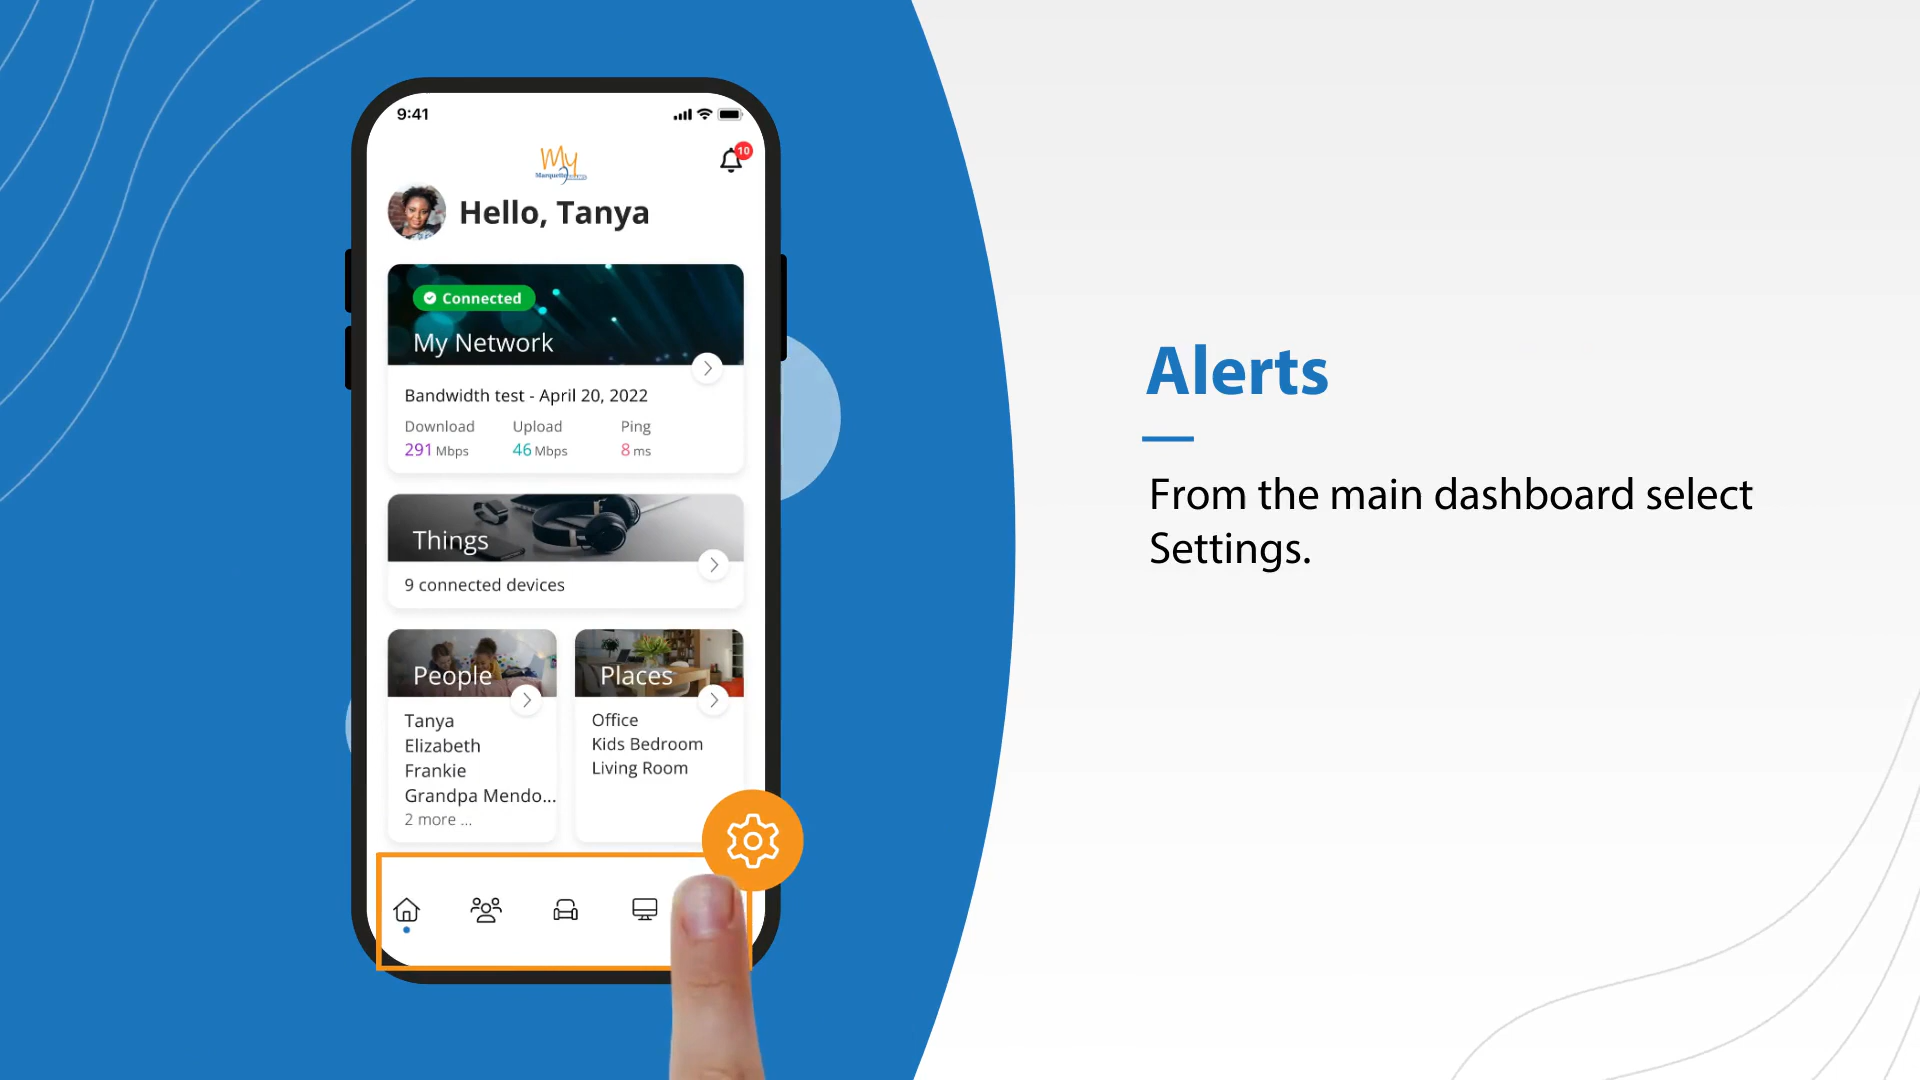 9:41
My
Marquette
10
Hello, Tanya
Connected
My Network
Bandwidth test - April 20, 2022
Download Upload Ping
291 Mbps 46 Mbps 8 ms
Things
9 connected devices
People
Tanya
Elizabeth
Frankie
Grandpa Mendo...
2 more ...
Places
Office
Kids Bedroom
Living Room
Alerts
From the main dashboard select
Settings.